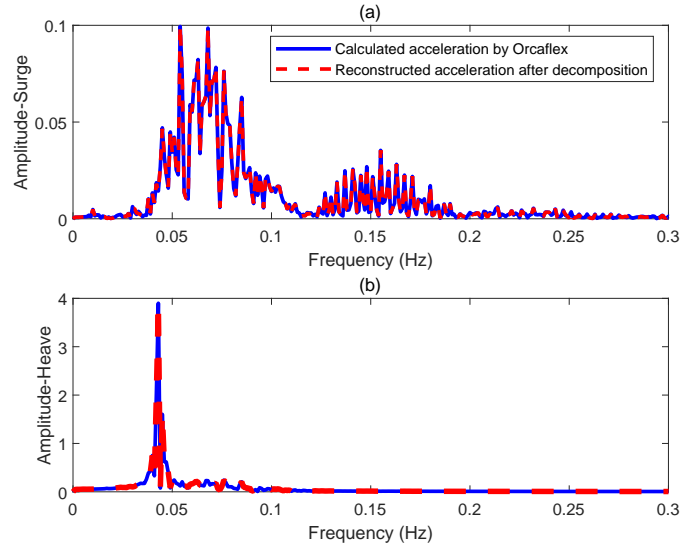 (a)
Amplitude-Surge
0.1
0.05
0
Calculated acceleration by Orcaflex
Reconstructed acceleration after decomposition
0 0.05 0.1 0.15 0.2 0.25 0.3
Frequency (Hz)
(b)
Amplitude-Heave
4
3
2
1
0
0 0.05 0.1 0.15 0.2 0.25 0.3
Frequency (Hz)